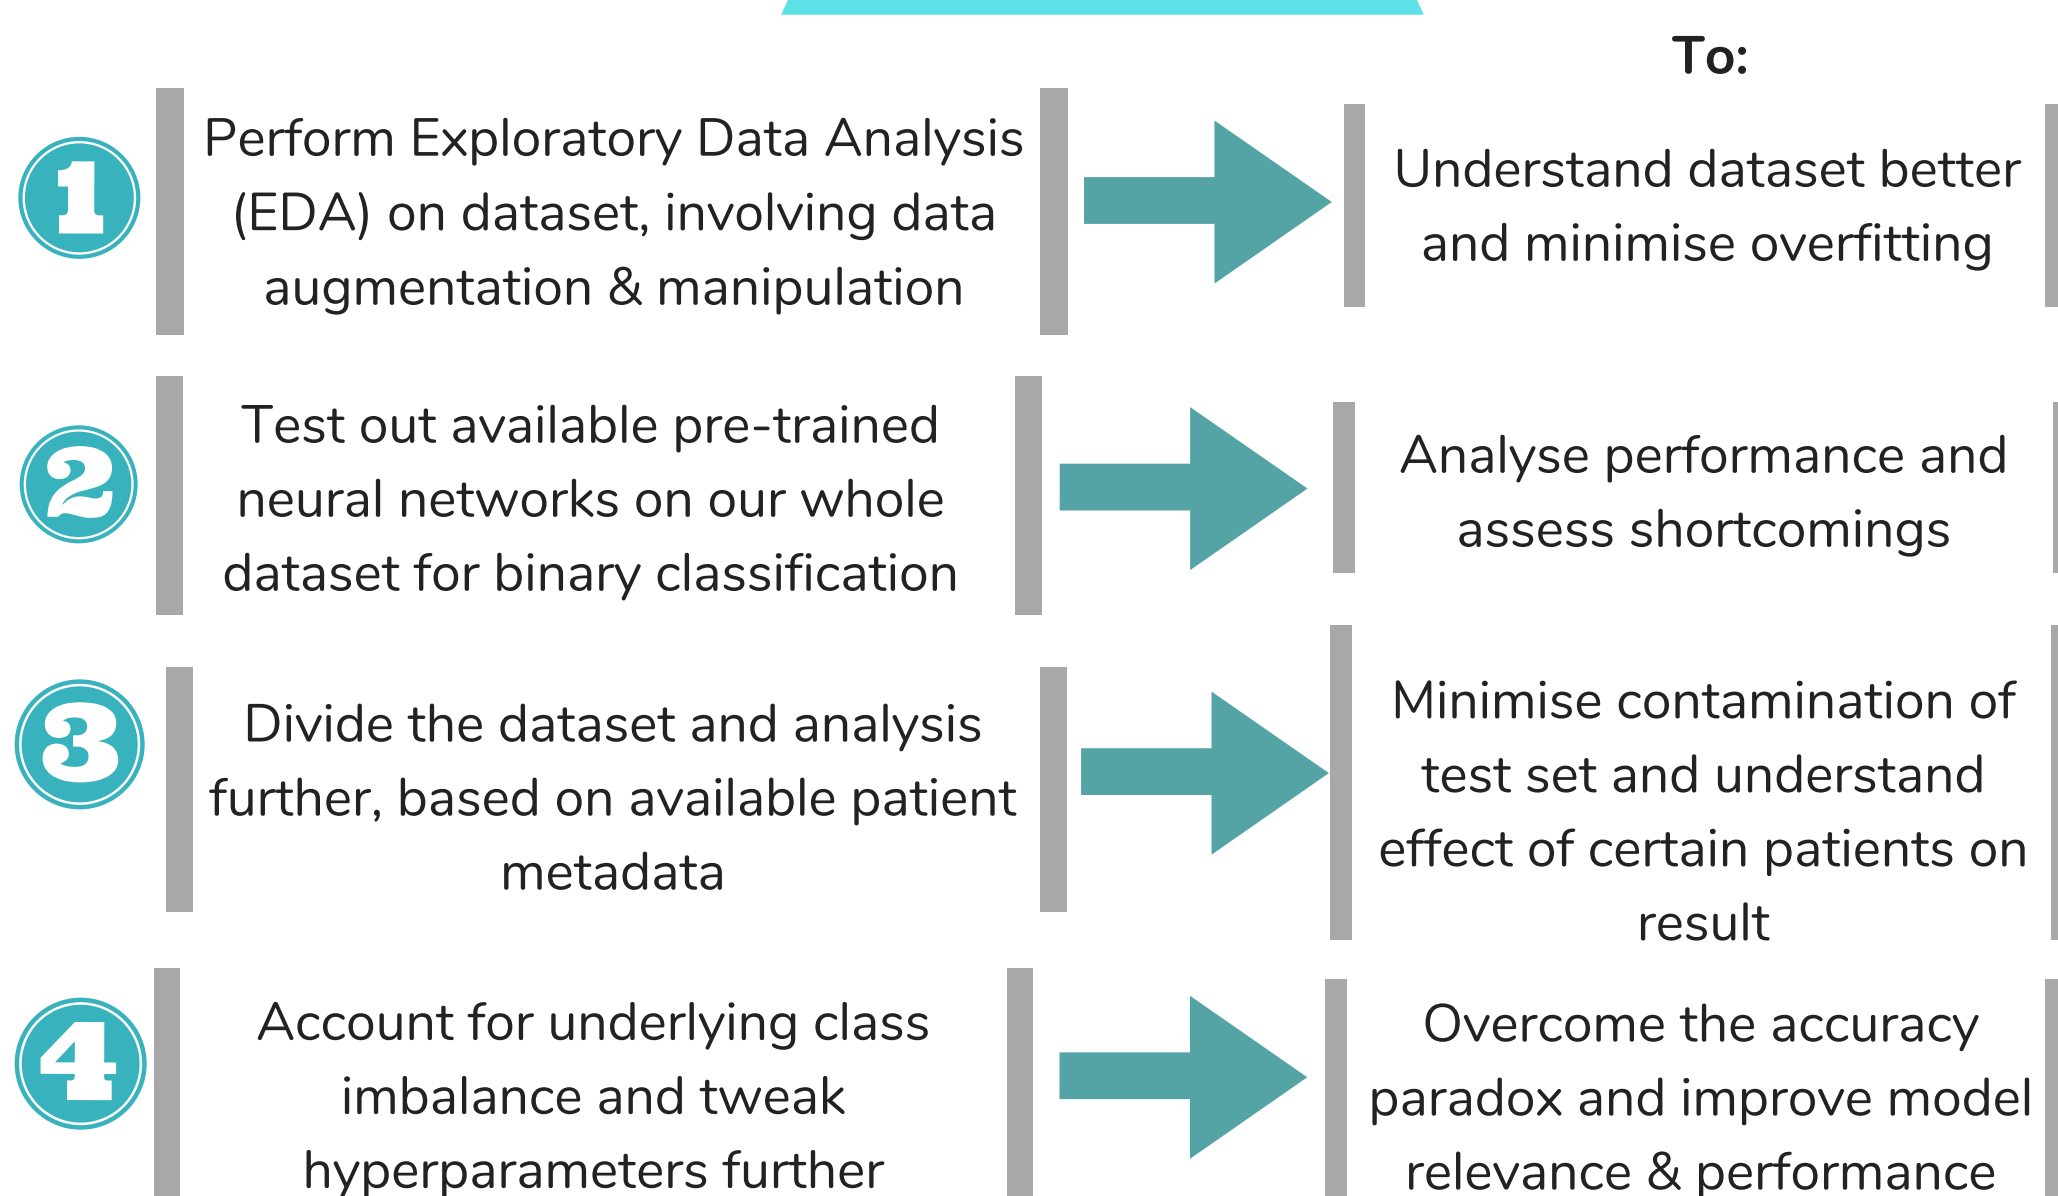 To:
1
Perform Exploratory Data Analysis
(EDA) on dataset, involving data
augmentation & manipulation
Understand dataset better
and minimise overfitting
2
Test out available pre-trained
neural networks on our whole
dataset for binary classification
Analyse performance and
assess shortcomings
3
Divide the dataset and analysis
further, based on available patient
metadata
Minimise contamination of
test set and understand
effect of certain patients on
result
4
Account for underlying class
imbalance and tweak
hyperparameters further
Overcome the accuracy
paradox and improve model
relevance & performance